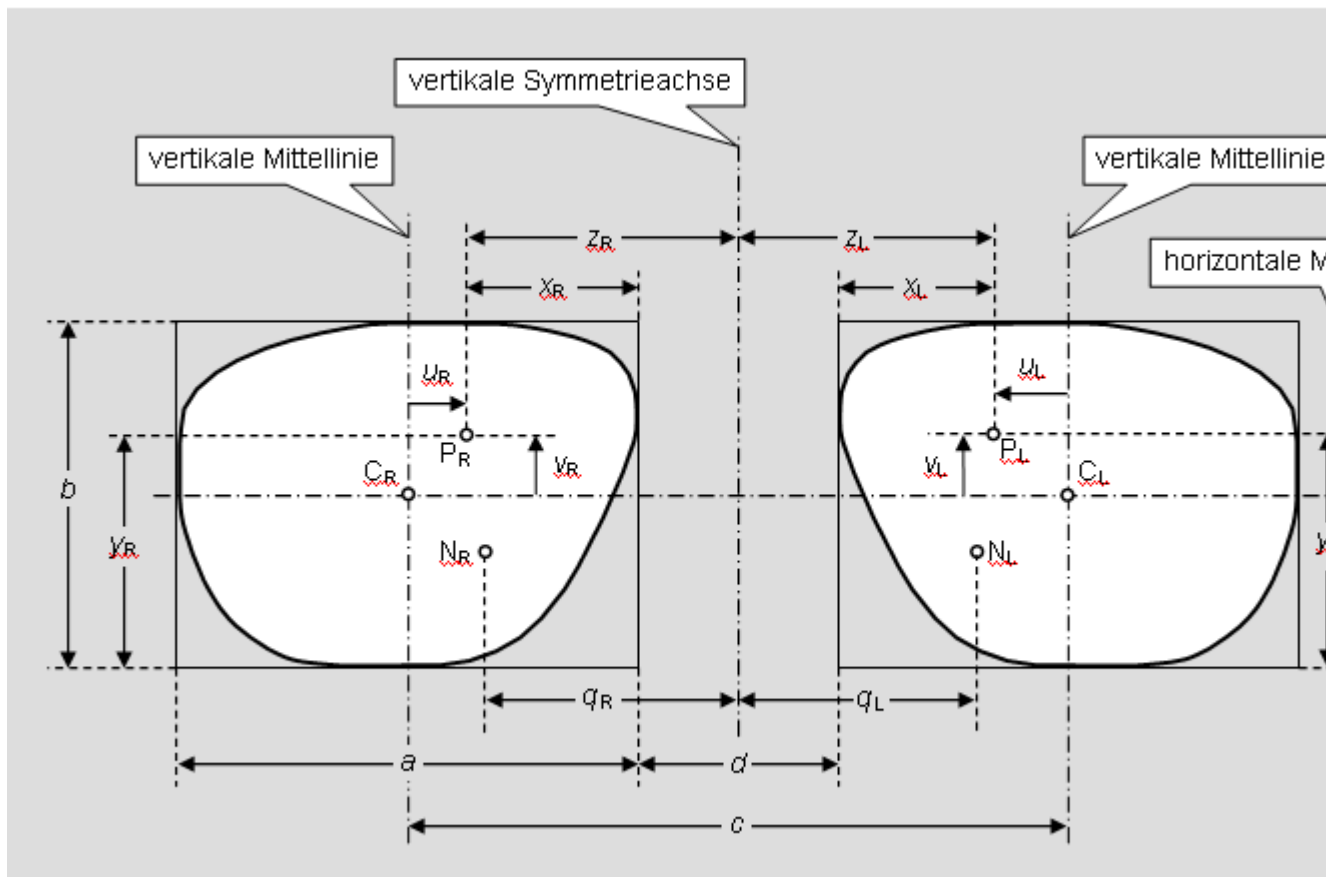 vertikale Symmetrieachse
vertikale Mittellinie
vertikale Mittellinie
horizontale M
zR
zL
xR
xL
uR
uL
PR
PL
vR
vL
CR
CL
b
yR
y
NR
NL
qR
qL
a
d
c